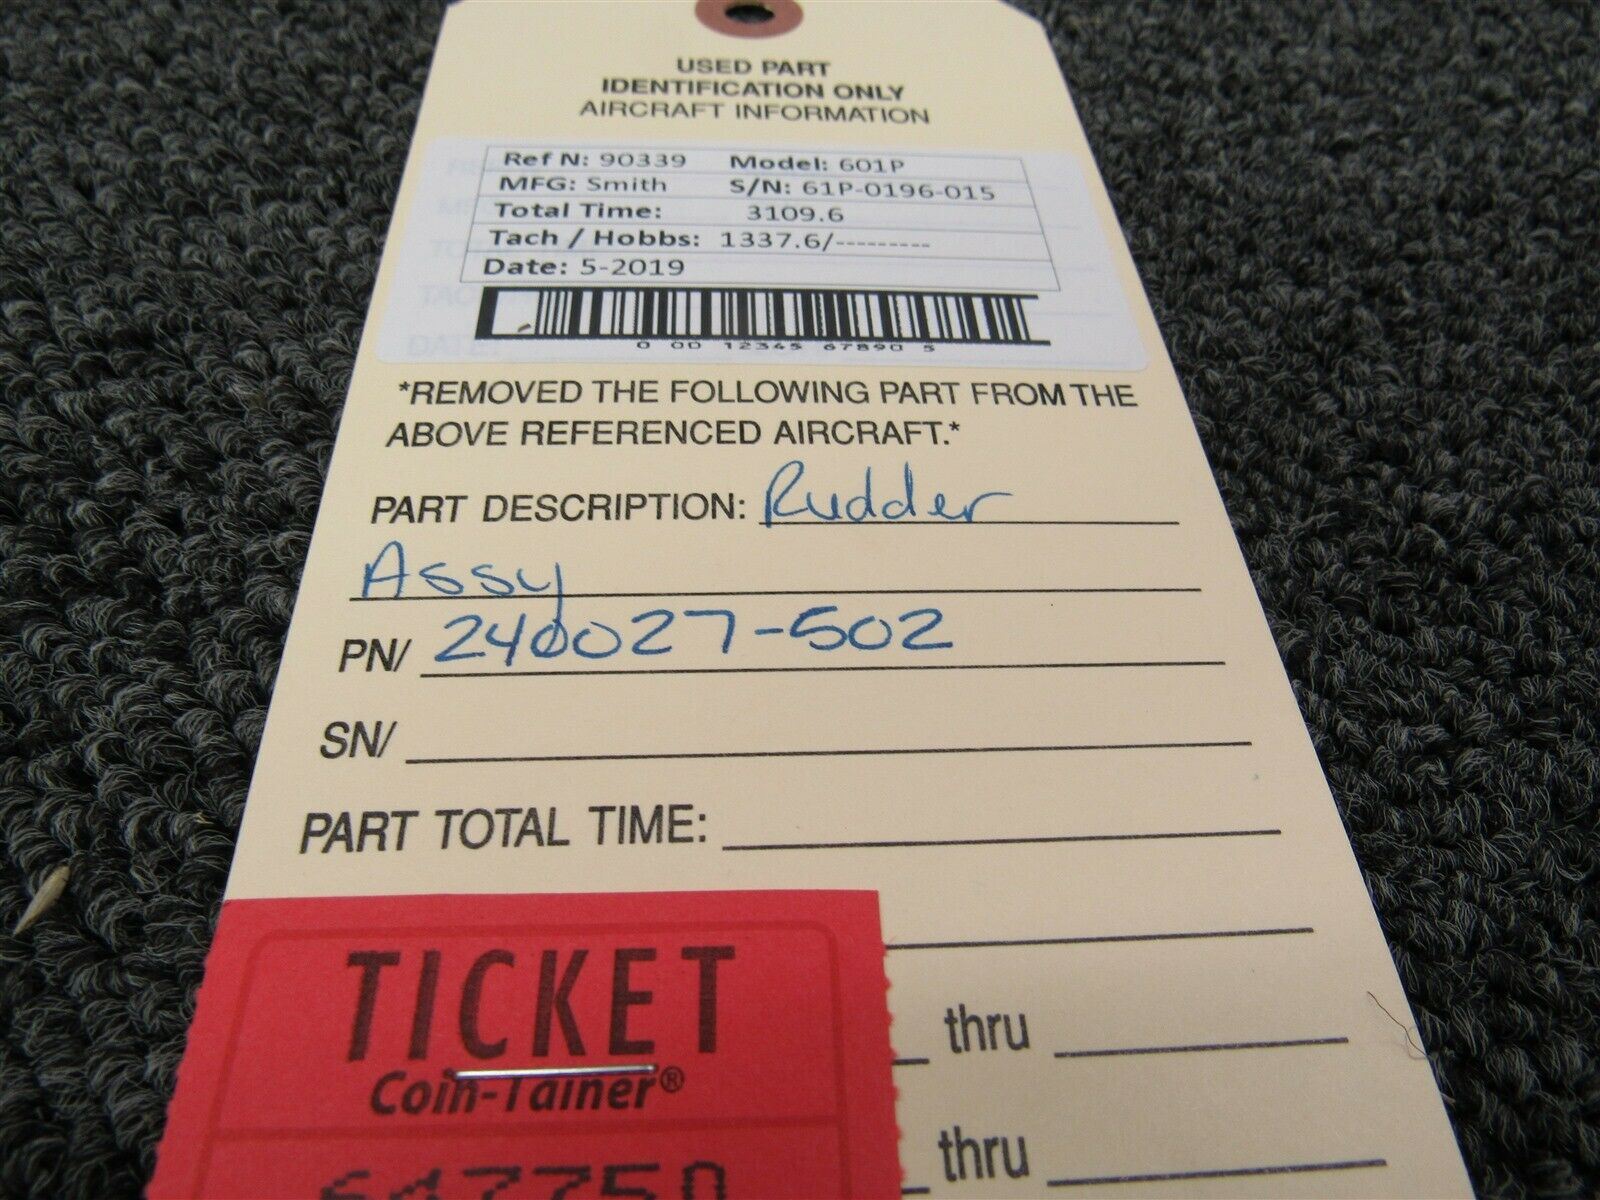 USED PART
IDENTIFICATION ONLY
AIRCRAFT INFORMATION
Ref N: 90339 Model: 601P
MFG: Smith S/N: 61P-0196-015
Total Time: 3109.6
Tach / Hobbs: 1337.6/---------
Date: 5-2019
0 00 12345 67890 5
*REMOVED THE FOLLOWING PART FROM THE
ABOVE REFERENCED AIRCRAFT.*
PART DESCRIPTION: Rudder
Assy
PN/ 240027-502
SN/
PART TOTAL TIME:
TICKET
thru
Coin-Tainer®
thru